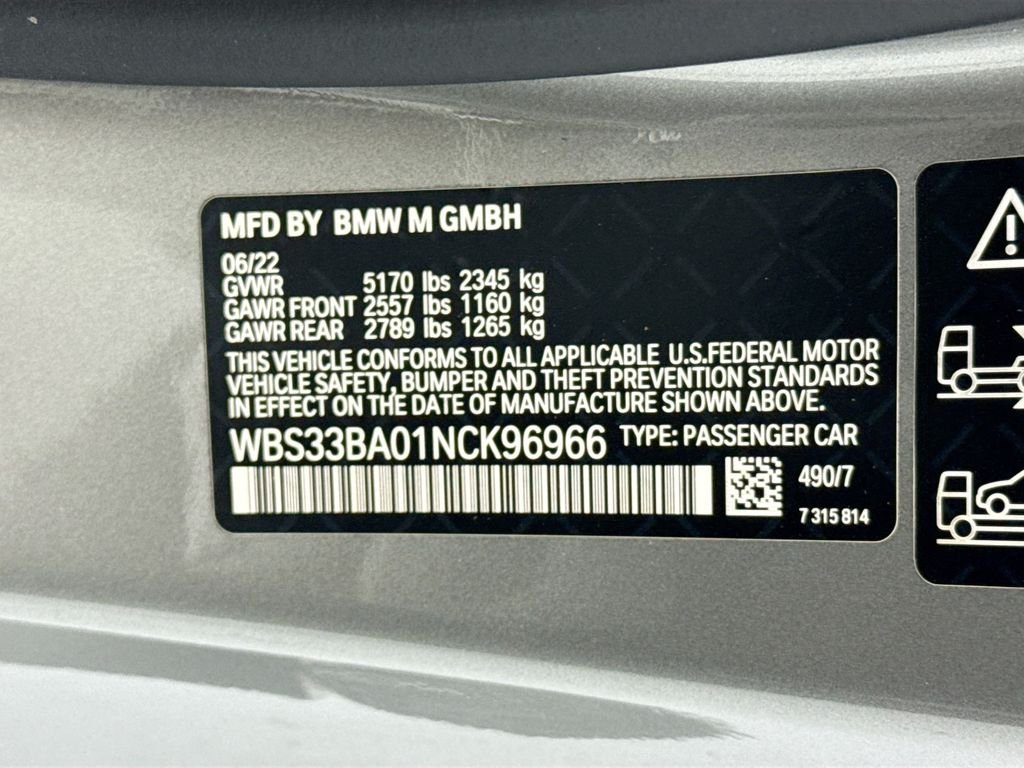 MFD BY BMW M GMBH
06/22
GVWR 5170 lbs 2345 kg
GAWR FRONT 2557 lbs 1160 kg
GAWR REAR 2789 lbs 1265 kg
THIS VEHICLE CONFORMS TO ALL APPLICABLE U.S.FEDERAL MOTOR
VEHICLE SAFETY, BUMPER AND THEFT PREVENTION STANDARDS
IN EFFECT ON THE DATE OF MANUFACTURE SHOWN ABOVE.
WBS33BA01NCK96966 TYPE: PASSENGER CAR
490/7
7 315 814